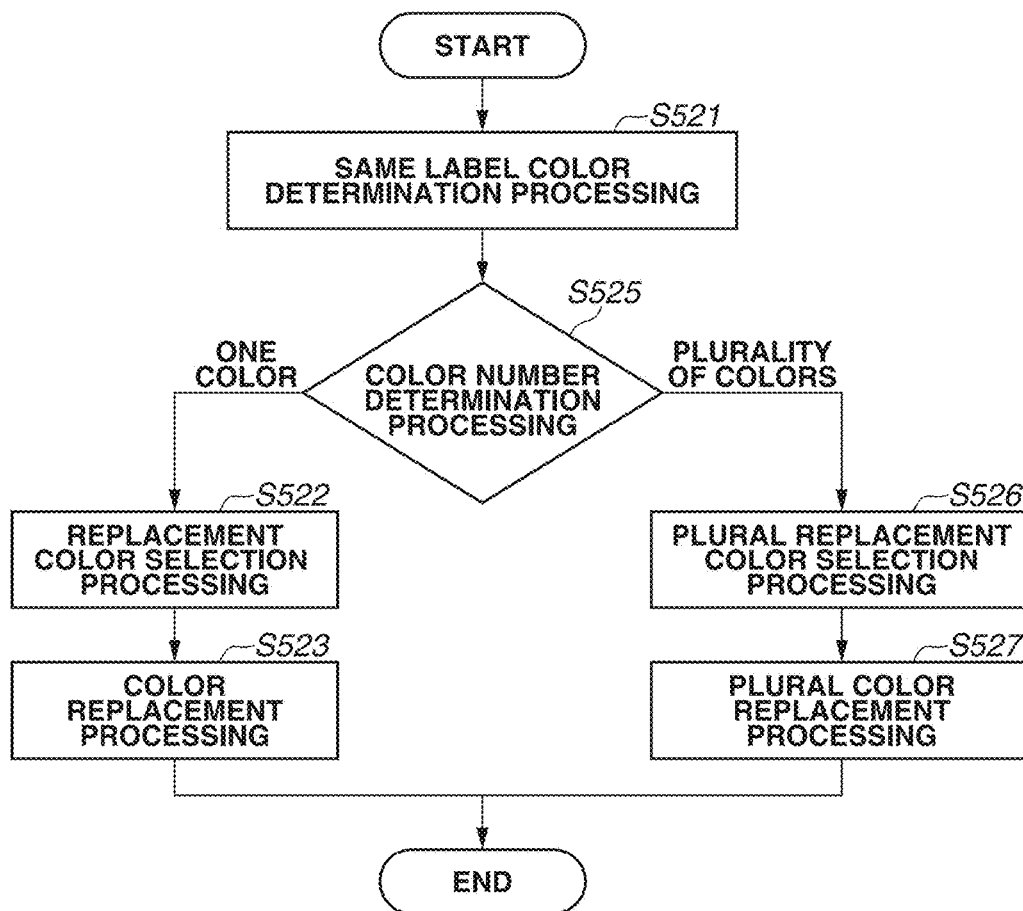 START
S521
SAME LABEL COLOR
DETERMINATION PROCESSING
S525
ONE
COLOR
COLOR NUMBER
DETERMINATION
PROCESSING
PLURALITY
OF COLORS
S522
REPLACEMENT
COLOR SELECTION
PROCESSING
S526
PLURAL REPLACEMENT
COLOR SELECTION
PROCESSING
S523
COLOR
REPLACEMENT
PROCESSING
S527
PLURAL COLOR
REPLACEMENT
PROCESSING
END